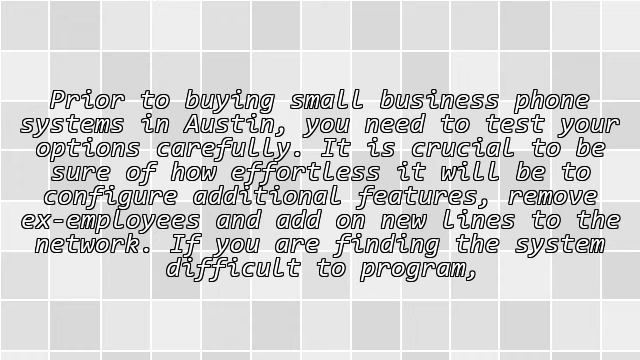 Prior to buying small business phone
systems in Austin, you need to test your
options carefully. It is crucial to be
sure of how effortless it will be to
configure additional features, remove
ex-employees and add on new lines to the
network. If you are finding the system
difficult to program,